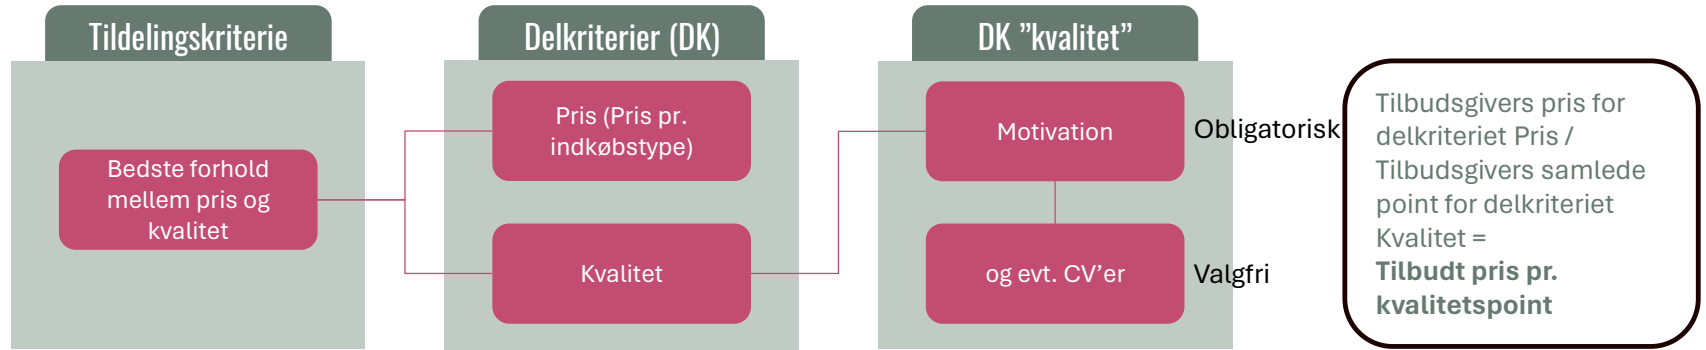 Tildelingskriterie
Bedste forhold
mellem pris og
kvalitet
Delkriterier (DK)
Pris (Pris pr.
indkøbstype)
Kvalitet
DK ”kvalitet”
Motivation
Obligatorisk
og evt. CV’er
Valgfri
Tilbudsgivers pris for
delkriteriet Pris /
Tilbudsgivers samlede
point for delkriteriet
Kvalitet =
Tilbudt pris pr.
kvalitetspoint